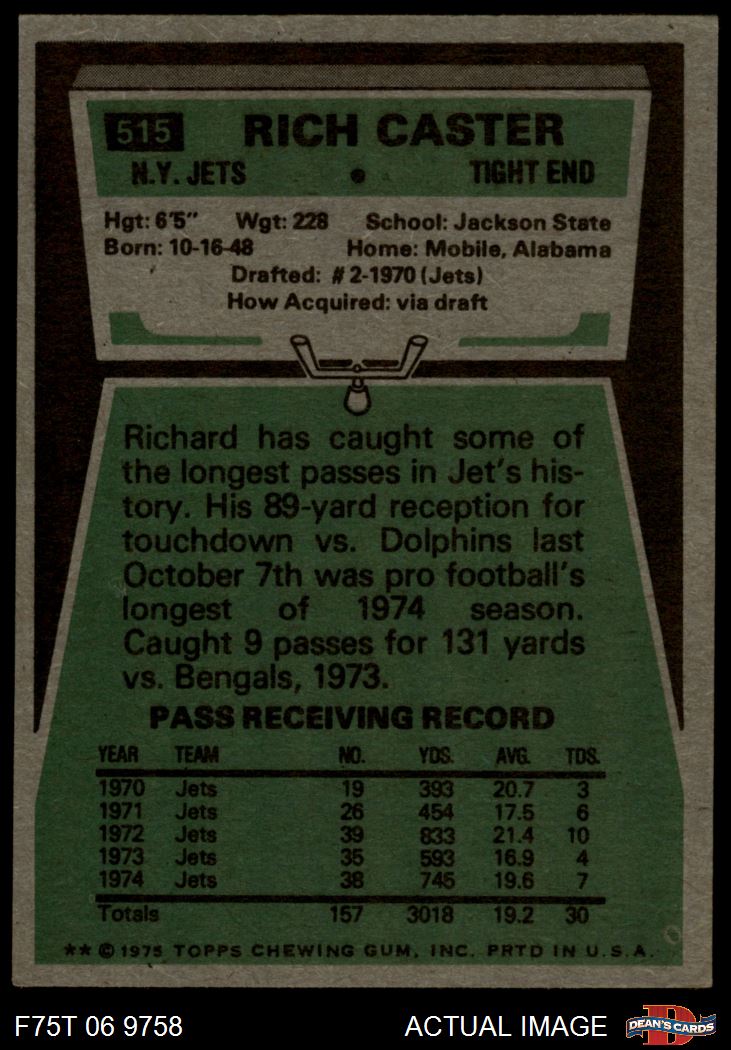 515 RICH CASTER
N.Y. JETS • TIGHT END
Hgt: 6'5" Wgt: 228 School: Jackson State
Born: 10-16-48 Home: Mobile, Alabama
Drafted: #2-1970 (Jets)
How Acquired: via draft
Richard has caught some of
the longest passes in Jet's his-
tory. His 89-yard reception for
touchdown vs. Dolphins last
October 7th was pro football's
longest of 1974 season.
Caught 9 passes for 131 yards
vs. Bengals, 1973.
PASS RECEIVING RECORD
YEAR TEAM NO. YDS. AVG. TDS.
1970 Jets 19 393 20.7 3
1971 Jets 26 454 17.5 6
1972 Jets 39 833 21.4 10
1973 Jets 35 593 16.9 4
1974 Jets 38 745 19.6 7
Totals 157 3018 19.2 30
** © 1975 TOPPS CHEWING GUM, INC. PRTD IN U.S.A.
F75T 06 9758 ACTUAL IMAGE D DEAN'S CARDS